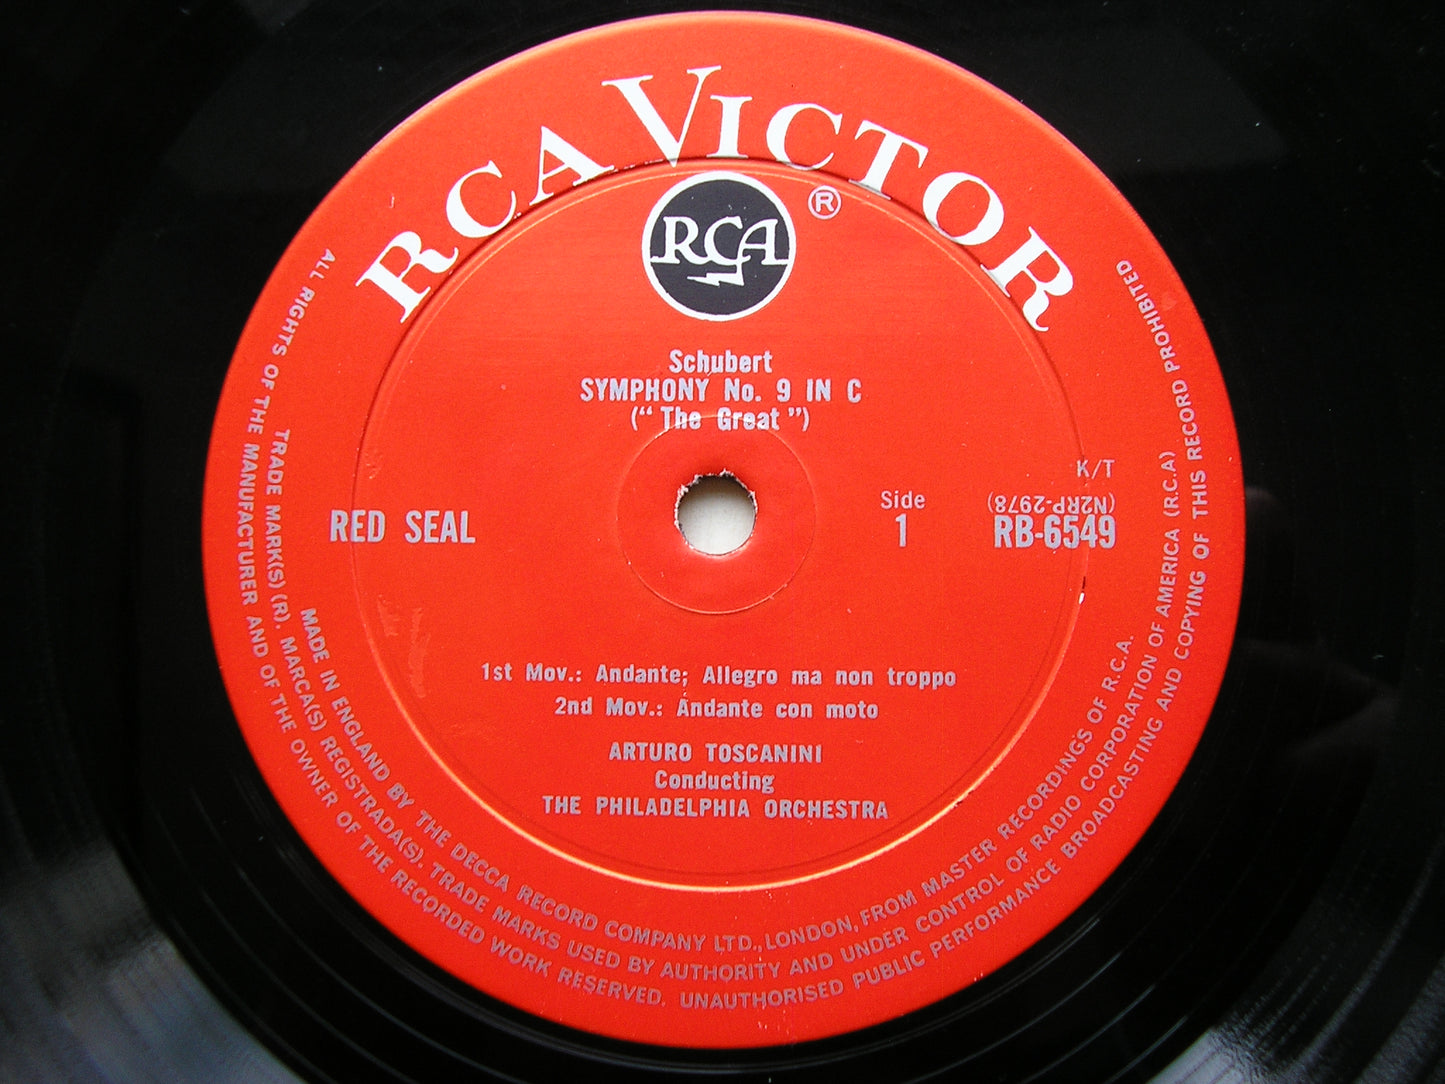 RCA VICTOR
RCA
®
Schubert
SYMPHONY No. 9 IN C
("The Great")
RED SEAL
Side
1
K/T
(N2RP-2978)
RB-6549
1st Mov.: Andante; Allegro ma non troppo
2nd Mov.: Andante con moto
ARTURO TOSCANINI
Conducting
THE PHILADELPHIA ORCHESTRA
MADE IN ENGLAND BY THE DECCA RECORD COMPANY LTD., LONDON, FROM MASTER RECORDINGS OF R.C.A.
TRADE MARK(S) (R). MARCA(S) REGISTRADA(S). TRADE MARKS USED BY AUTHORITY AND UNDER CONTROL OF RADIO CORPORATION OF AMERICA (R.C.A)
ALL RIGHTS OF THE MANUFACTURER AND OF THE OWNER OF THE RECORDED WORK RESERVED. UNAUTHORISED PUBLIC PERFORMANCE BROADCASTING AND COPYING OF THIS RECORD PROHIBITED